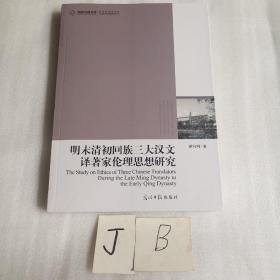 明末清初回族三大汉文
译著家伦理思想研究
The Study on Ethics of Three Chinese Translators
During the Late Ming Dynasty to
the Early Qing Dynasty
光明日报出版社
J B